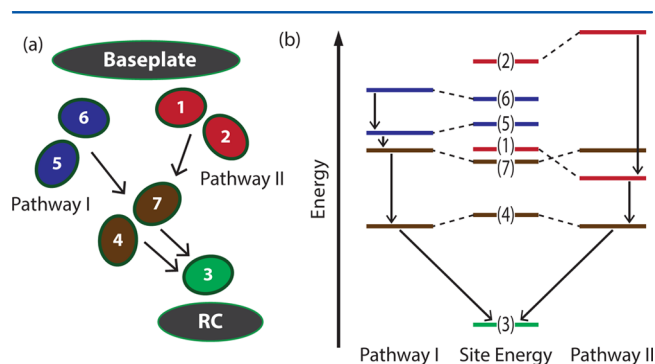 (a)
Baseplate
6
1
5
2
Pathway I
Pathway II
7
4
3
RC
(b)
Energy
(2)
(6)
(5)
(1)
(7)
(4)
(3)
Pathway I Site Energy Pathway II